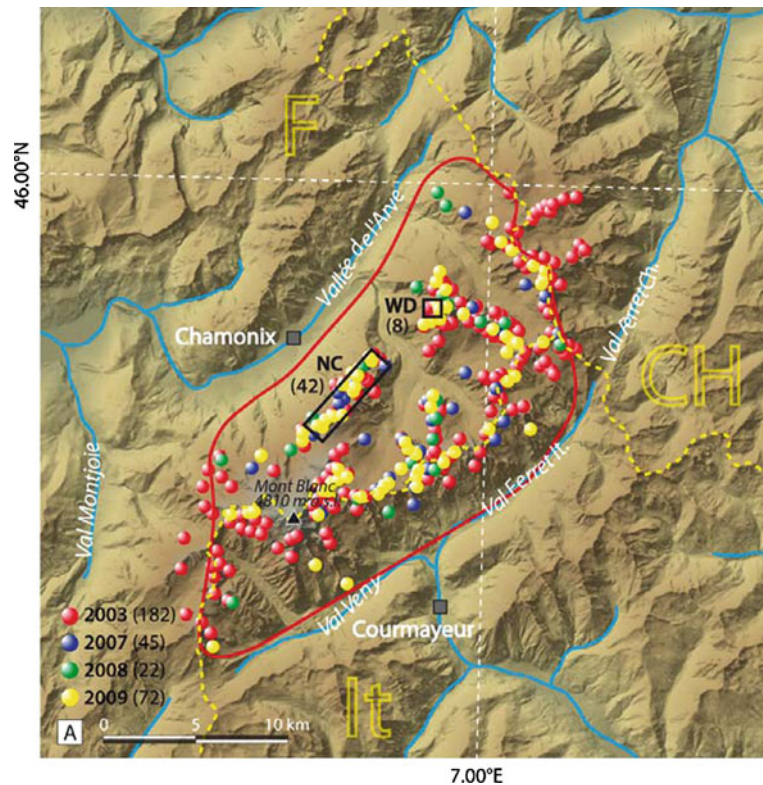 F
46.00°N
Vallée de l'Arve
Val Ferret Ch.
WD
(8)
Chamonix
NC
(42)
CH
Val Montjoie
Mont Blanc
4810 m a.s.l.
Val Ferret It.
Val Veny
Courmayeur
2003 (182)
2007 (45)
2008 (22)
2009 (72)
It
A
0 5 10 km
7.00°E